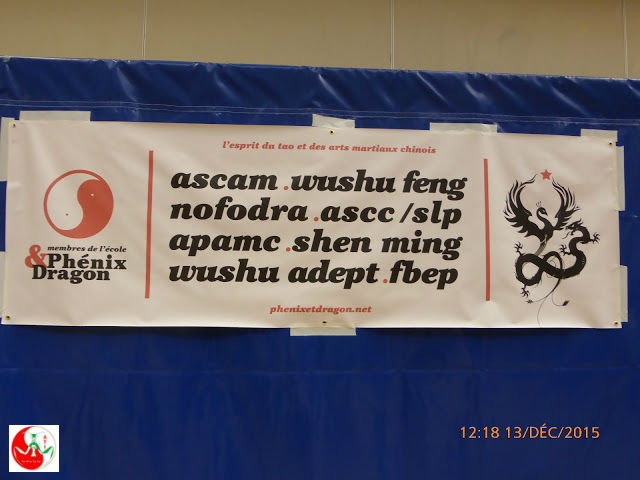 l'esprit du tao et des arts martiaux chinois
ascam .wushu feng
nofodra .ascc /slp
apamc .shen ming
wushu adept .fbep
phenixetdragon.net
membres de l'école
& Phénix
Dragon
12:18 13/DÉC/2015